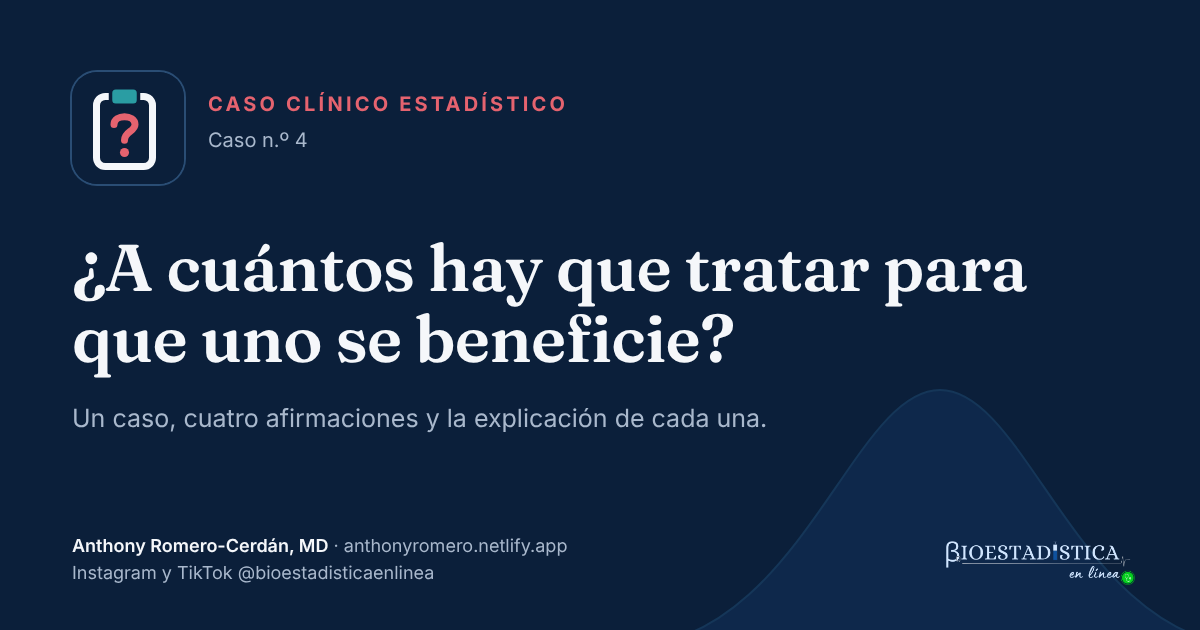 ?
CASO CLÍNICO ESTADÍSTICO
Caso n.º 4
¿A cuántos hay que tratar para
que uno se beneficie?
Un caso, cuatro afirmaciones y la explicación de cada una.
Anthony Romero-Cerdán, MD · anthonyromero.netlify.app
Instagram y TikTok @bioestadisticaenlinea
βIOESTADÍSTICA
en línea